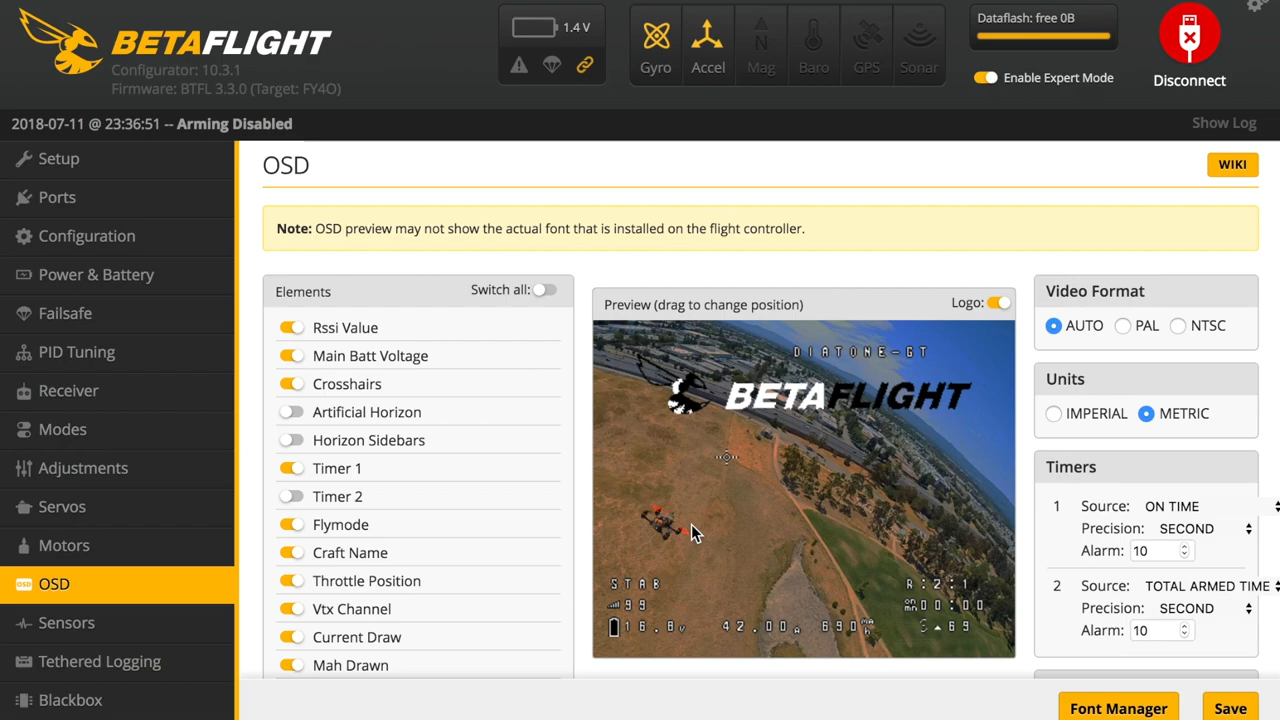 BETAFLIGHT
Configurator: 10.3.1
Firmware: BTFL 3.3.0 (Target: FY4O)
1.4 V
Gyro
Accel
Mag
Baro
GPS
Sonar
Dataflash: free 0B
Enable Expert Mode
Disconnect
2018-07-11 @ 23:36:51 -- Arming Disabled
Show Log
Setup
Ports
Configuration
Power & Battery
Failsafe
PID Tuning
Receiver
Modes
Adjustments
Servos
Motors
OSD
OSD
Sensors
Tethered Logging
Blackbox
OSD
WIKI
Note: OSD preview may not show the actual font that is installed on the flight controller.
Elements
Switch all:
Rssi Value
Main Batt Voltage
Crosshairs
Artificial Horizon
Horizon Sidebars
Timer 1
Timer 2
Flymode
Craft Name
Throttle Position
Vtx Channel
Current Draw
Mah Drawn
Preview (drag to change position)
Logo:
DIATONE-GT
BETAFLIGHT
STAB
R:2:1
99
ON MN 00:00
16.8V
42.00A
690 mA h
69
Video Format
AUTO
PAL
NTSC
Units
IMPERIAL
METRIC
Timers
1
Source: ON TIME
Precision: SECOND
Alarm: 10
2
Source: TOTAL ARMED TIME
Precision: SECOND
Alarm: 10
Font Manager
Save